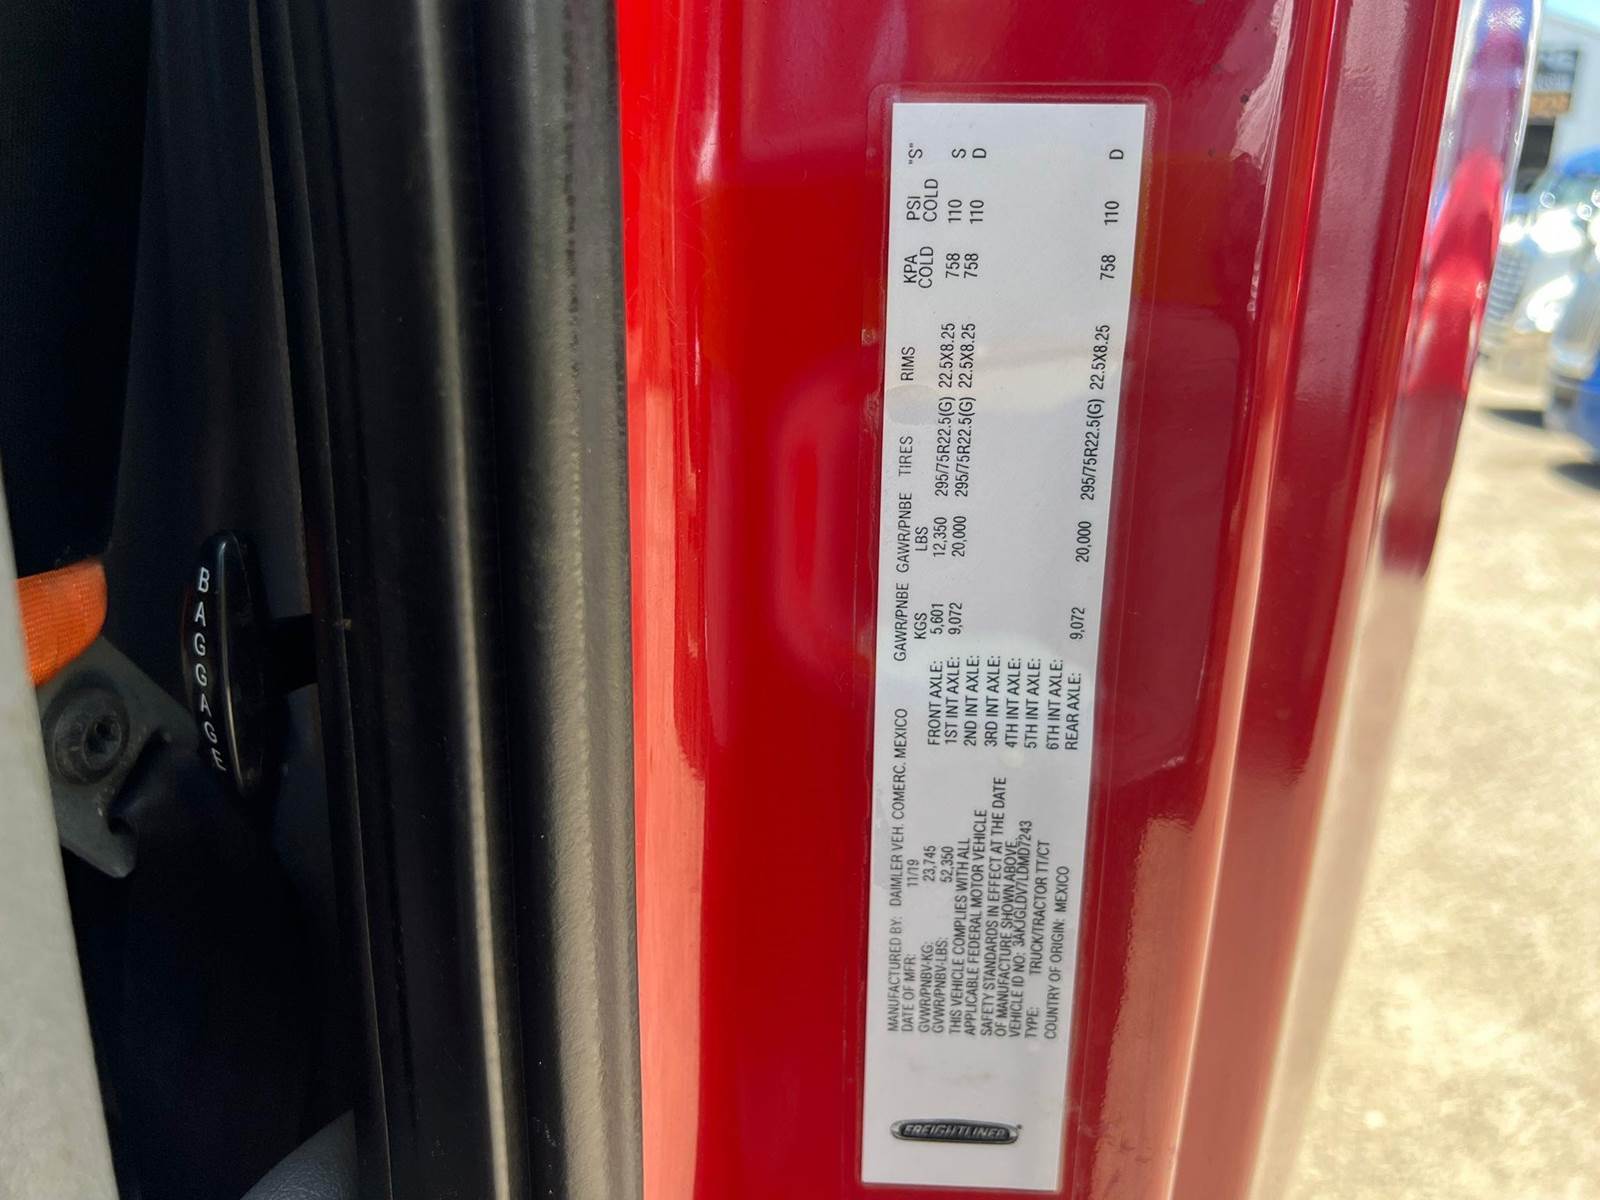 BAGGAGE
FREIGHTLINER
MANUFACTURED BY: DAIMLER VEH. COMERC. MEXICO
DATE OF MFR: 11/19
GVWR/PNBV-KG: 23,745
GVWR/PNBV-LBS: 52,350
THIS VEHICLE COMPLIES WITH ALL
APPLICABLE FEDERAL MOTOR VEHICLE
SAFETY STANDARDS IN EFFECT AT THE DATE
OF MANUFACTURE SHOWN ABOVE.
VEHICLE ID NO: 3AKJGLDV7LDMD7243
TYPE: TRUCK/TRACTOR TT/CT
COUNTRY OF ORIGIN: MEXICO
GAWR/PNBE KGS GAWR/PNBE LBS TIRES RIMS KPA COLD PSI COLD "S"
FRONT AXLE: 5,601 12,350 295/75R22.5(G) 22.5X8.25 758 110 S
1ST INT AXLE: 9,072 20,000 295/75R22.5(G) 22.5X8.25 758 110 D
2ND INT AXLE:
3RD INT AXLE:
4TH INT AXLE:
5TH INT AXLE:
6TH INT AXLE:
REAR AXLE: 9,072 20,000 295/75R22.5(G) 22.5X8.25 758 110 D